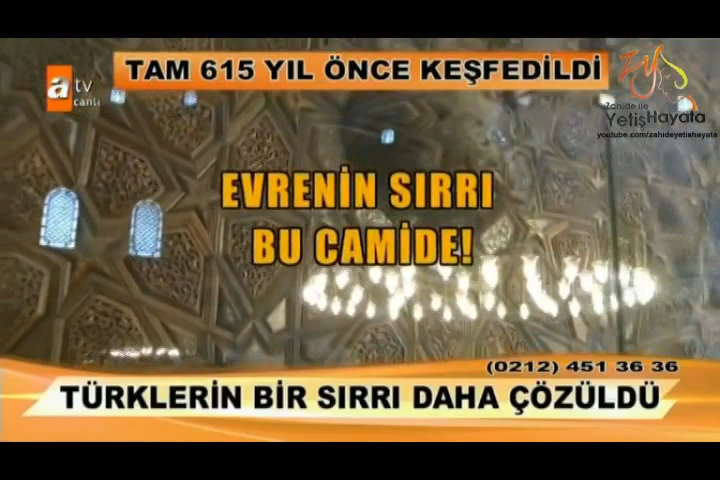 TAM 615 YIL ÖNCE KEŞFEDİLDİ
atv
canlı
Zahide ile
YetişHayata
youtube.com/zahideyetishayata
EVRENİN SIRRI
BU CAMİDE!
(0212) 451 36 36
TÜRKLERİN BİR SIRRI DAHA ÇÖZÜLDÜ